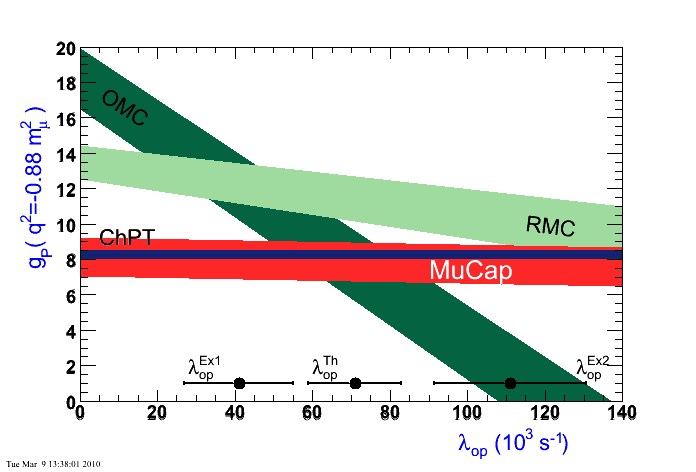 20
18
16
14
12
10
8
6
4
2
0
g_P( q²=-0.88 m_μ² )
OMC
RMC
ChPT
MuCap
λ_op^Ex1
λ_op^Th
λ_op^Ex2
0 20 40 60 80 100 120 140
λ_op (10³ s⁻¹)
Tue Mar 9 13:38:01 2010